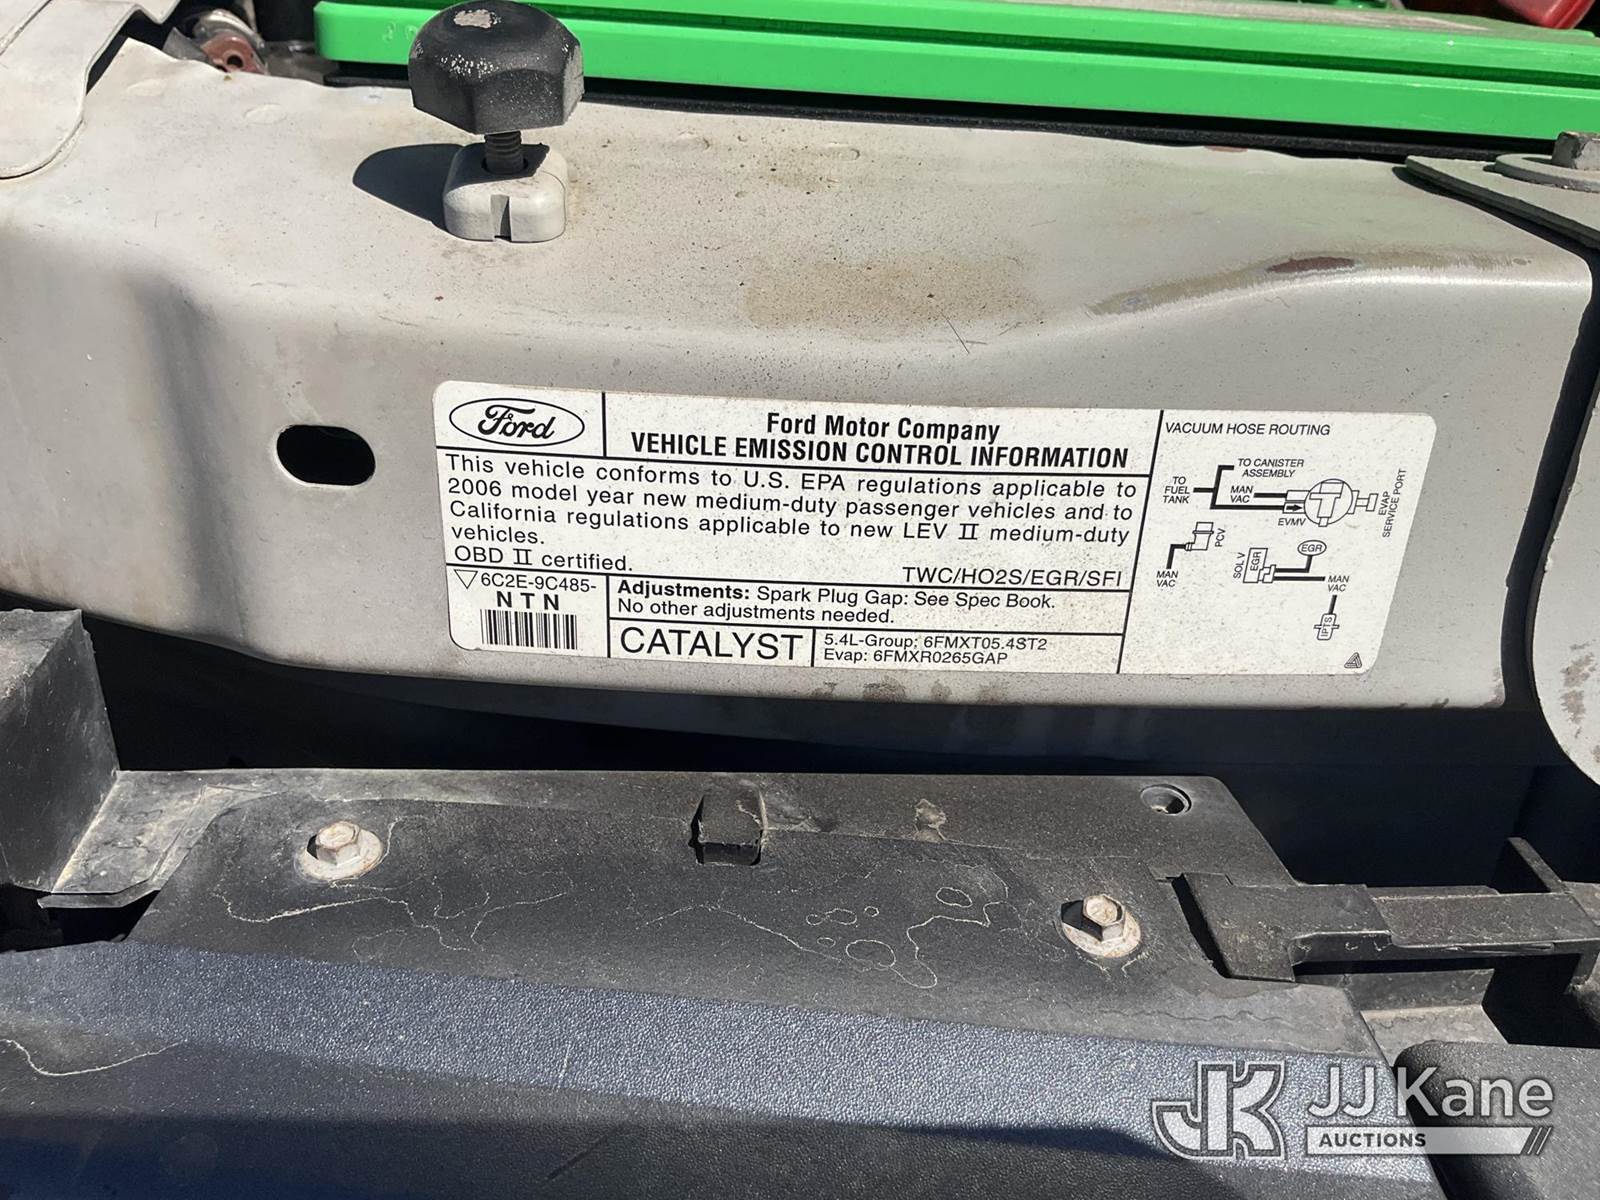 Ford
Ford Motor Company
VEHICLE EMISSION CONTROL INFORMATION
This vehicle conforms to U.S. EPA regulations applicable to
2006 model year new medium-duty passenger vehicles and to
California regulations applicable to new LEV II medium-duty
vehicles.
OBD II certified.
TWC/HO2S/EGR/SFI
6C2E-9C485-
NTN
Adjustments: Spark Plug Gap: See Spec Book.
No other adjustments needed.
CATALYST
5.4L-Group: 6FMXT05.4ST2
Evap: 6FMXR0265GAP
VACUUM HOSE ROUTING
TO CANISTER
ASSEMBLY
TO
FUEL
TANK
MAN
VAC
EVMV
EVAP
SERVICE PORT
PCV
MAN
VAC
SOL V
EGR
EGR
MAN
VAC
IPTS
JK
JJ Kane
AUCTIONS